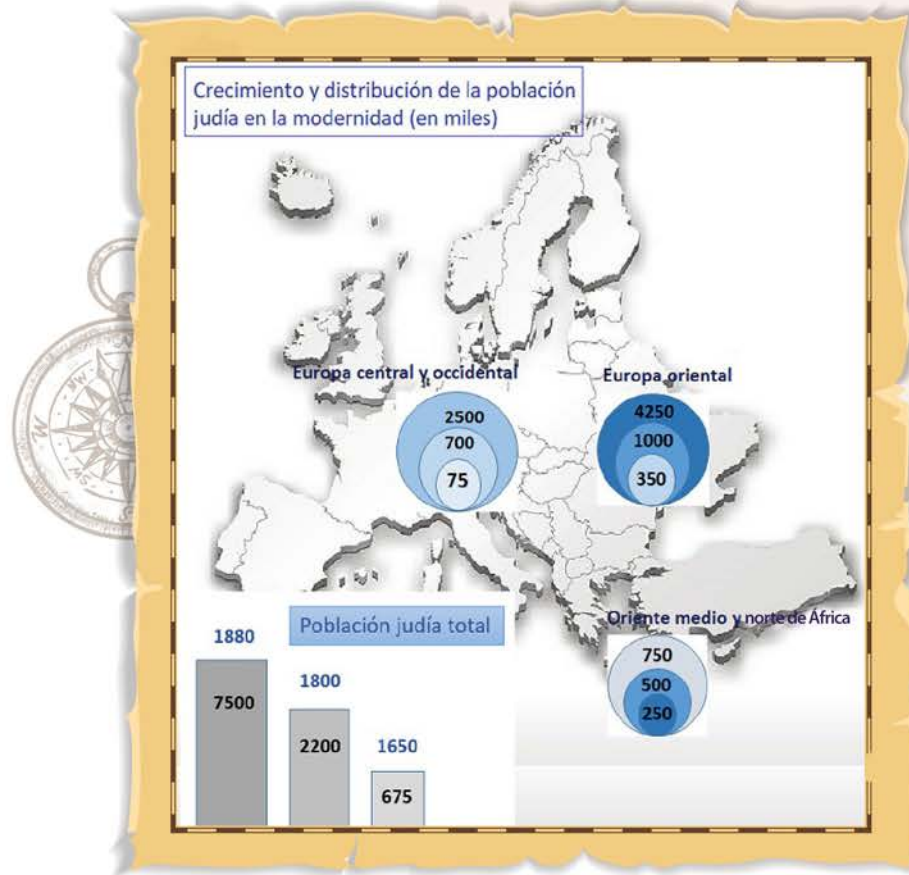 Crecimiento y distribución de la población
judía en la modernidad (en miles)
Europa central y occidental
2500
700
75
Europa oriental
4250
1000
350
Oriente medio y norte de África
750
500
250
Población judía total
1880
7500
1800
2200
1650
675